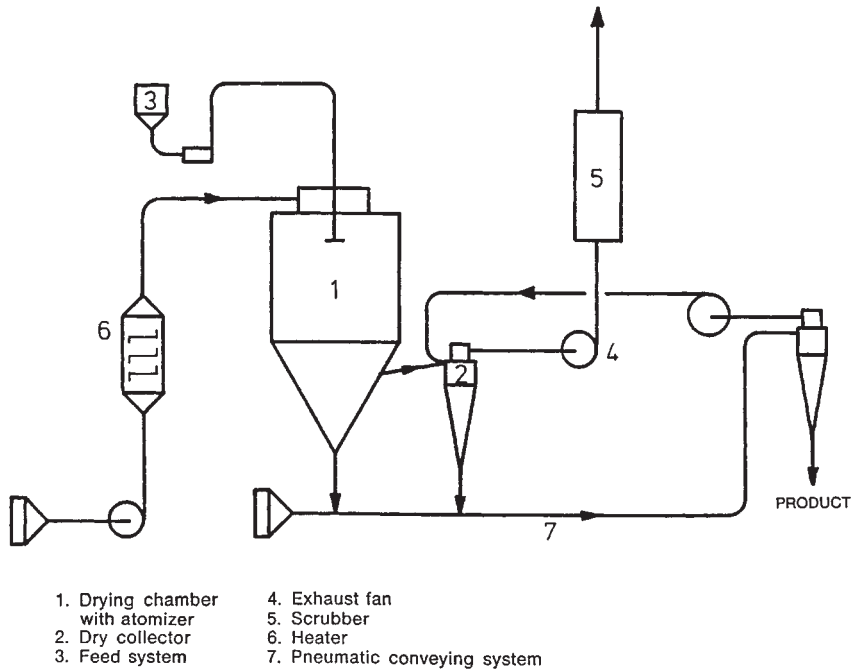 3
5
1
6
4
2
PRODUCT
7
1. Drying chamber
with atomizer
2. Dry collector
3. Feed system
4. Exhaust fan
5. Scrubber
6. Heater
7. Pneumatic conveying system